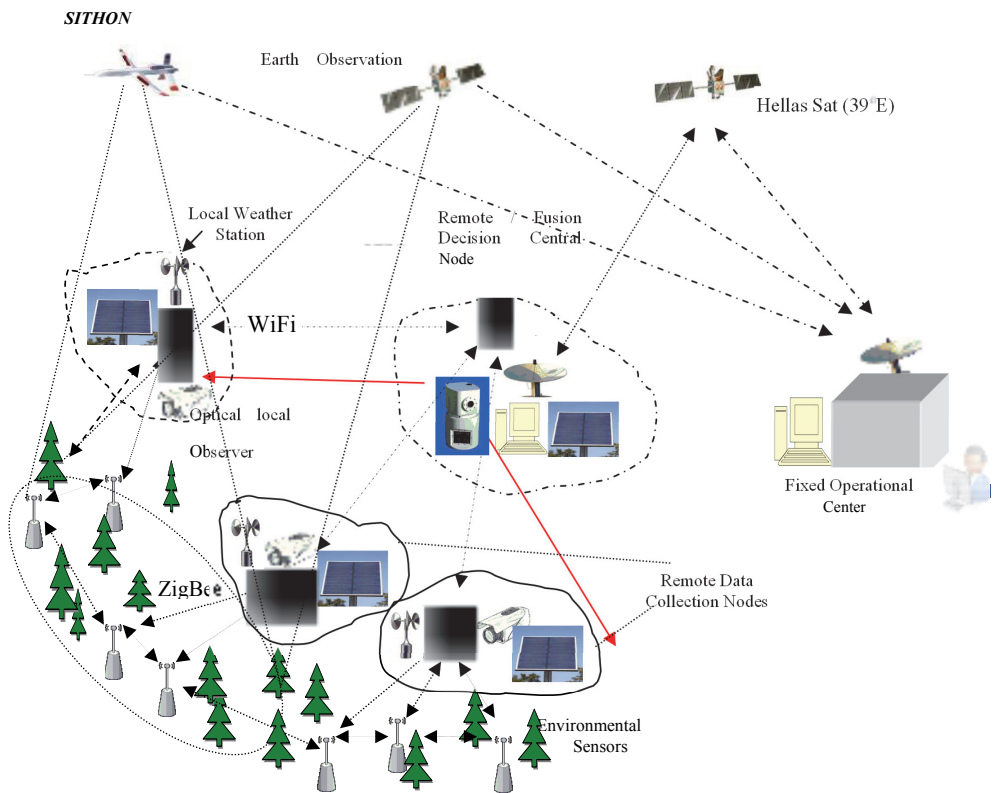 SITHON
Earth Observation
Hellas Sat (39°E)
Local Weather
Station
Remote / Fusion
Decision Central
Node
WiFi
Optical local
Observer
Fixed Operational
Center
ZigBee
Remote Data
Collection Nodes
Environmental
Sensors